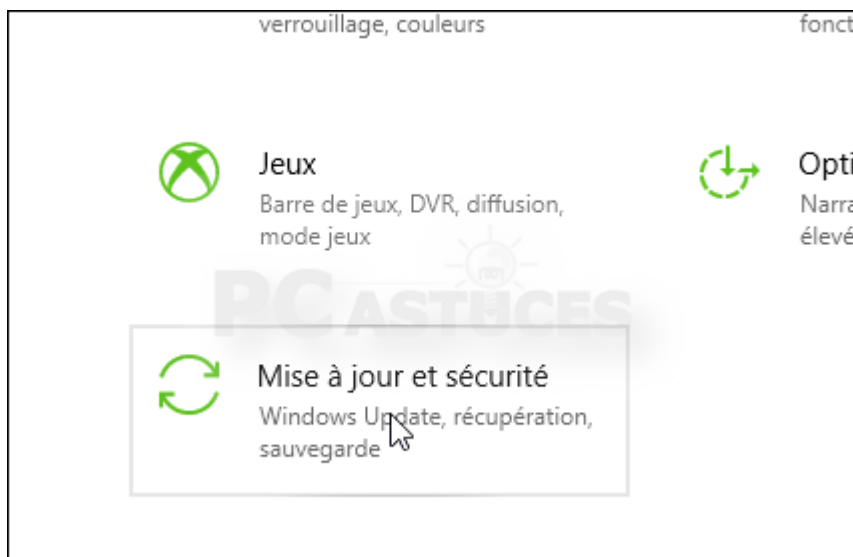 verrouillage, couleurs
fonct
Jeux
Barre de jeux, DVR, diffusion,
mode jeux
Opti
Narra
élevé
PC ASTUCES
Mise à jour et sécurité
Windows Update, récupération,
sauvegarde